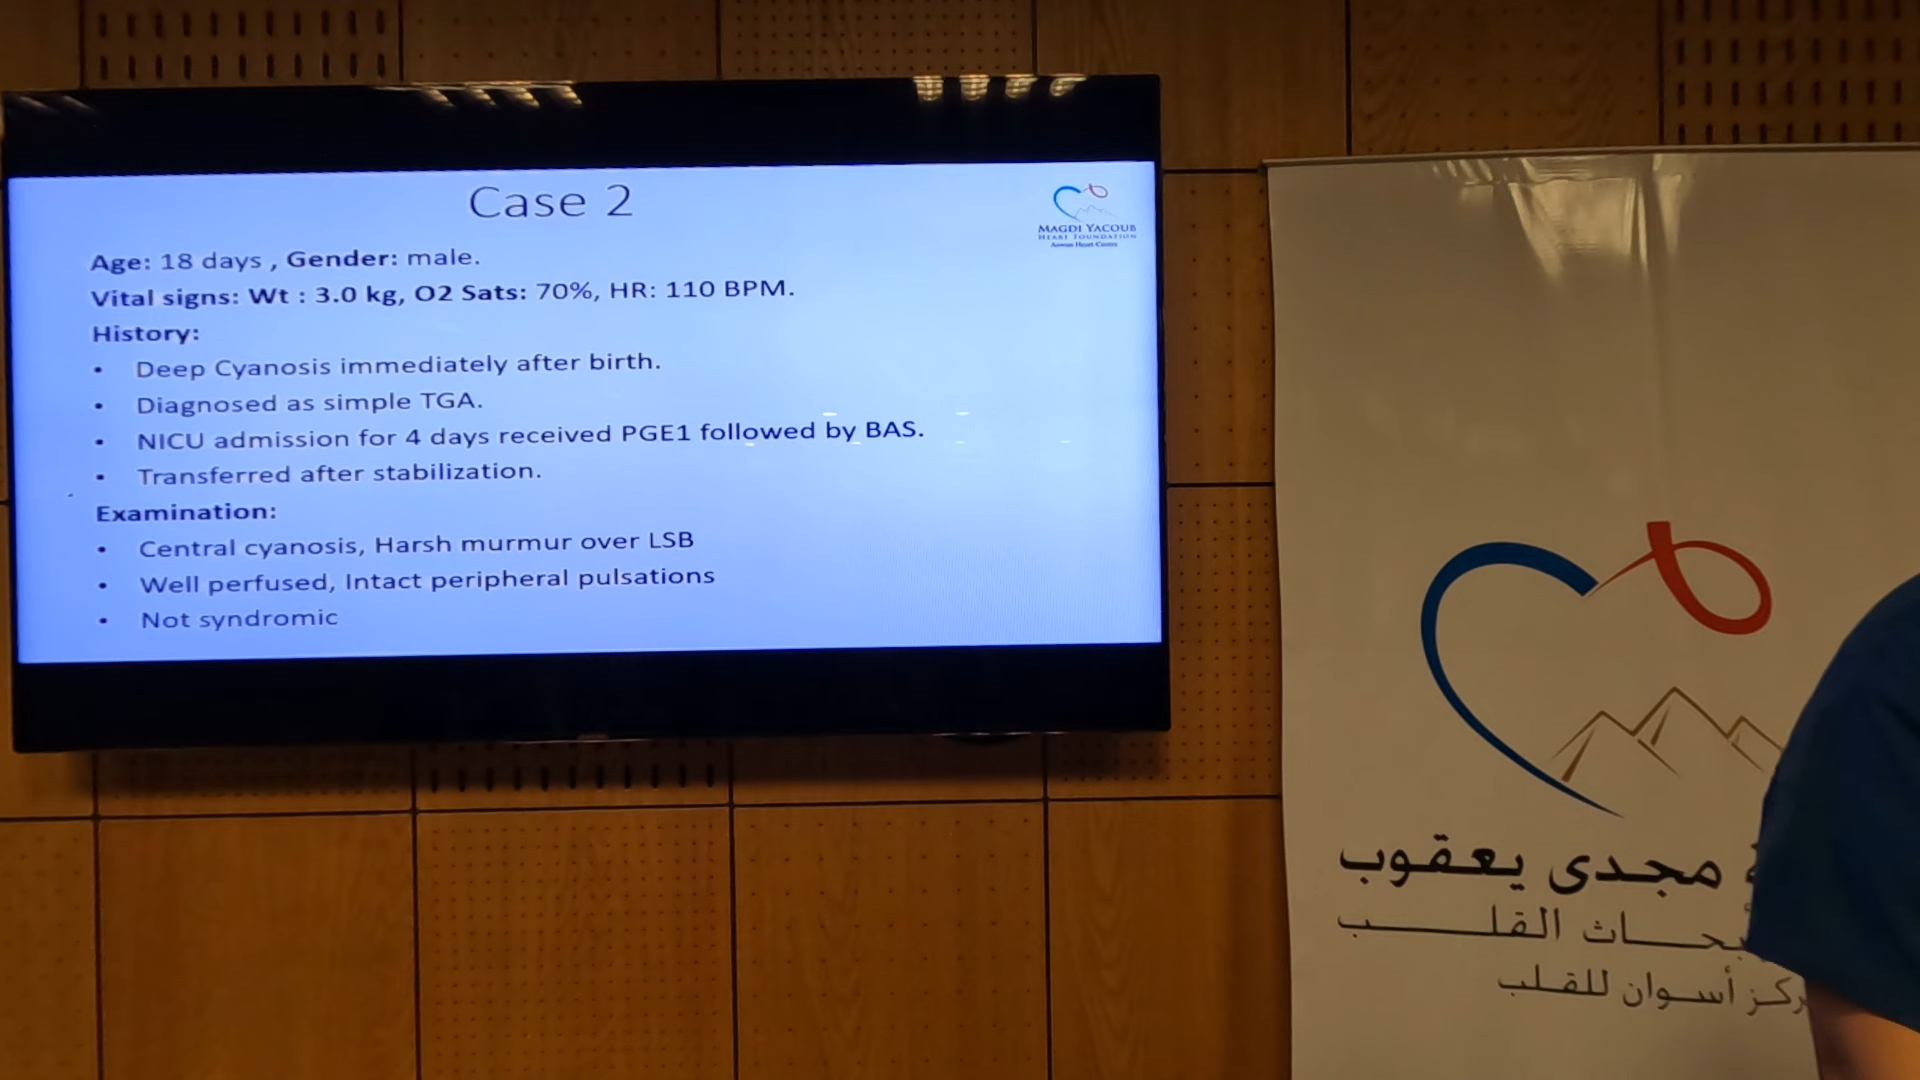 Case 2
MAGDI YACOUB
HEART FOUNDATION
Aswan Heart Centre
Age: 18 days , Gender: male.
Vital signs: Wt : 3.0 kg, O2 Sats: 70%, HR: 110 BPM.
History:
• Deep Cyanosis immediately after birth.
• Diagnosed as simple TGA.
• NICU admission for 4 days received PGE1 followed by BAS.
• Transferred after stabilization.
Examination:
• Central cyanosis, Harsh murmur over LSB
• Well perfused, Intact peripheral pulsations
• Not syndromic
مجدى يعقوب
القلب
أسوان للقلب